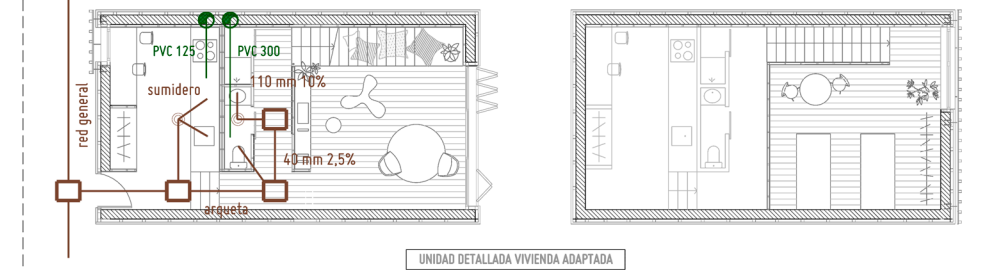 PVC 125
PVC 300
110 mm 10%
sumidero
red general
40 mm 2,5%
arqueta
UNIDAD DETALLADA VIVIENDA ADAPTADA